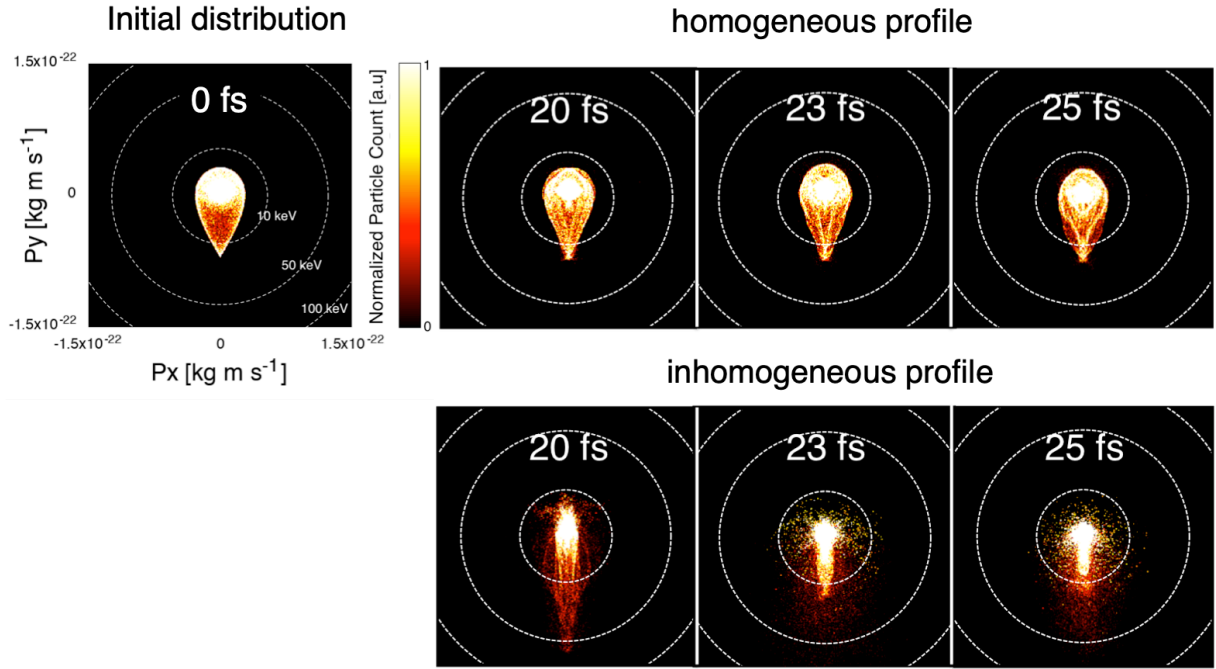 Initial distribution
homogeneous profile
1.5x10-22
0
-1.5x10-22
Py [kg m s-1]
0 fs
10 keV
50 keV
100 keV
-1.5x10-22
0
1.5x10-22
Px [kg m s-1]
Normalized Particle Count [a.u]
1
0
20 fs
23 fs
25 fs
inhomogeneous profile
20 fs
23 fs
25 fs